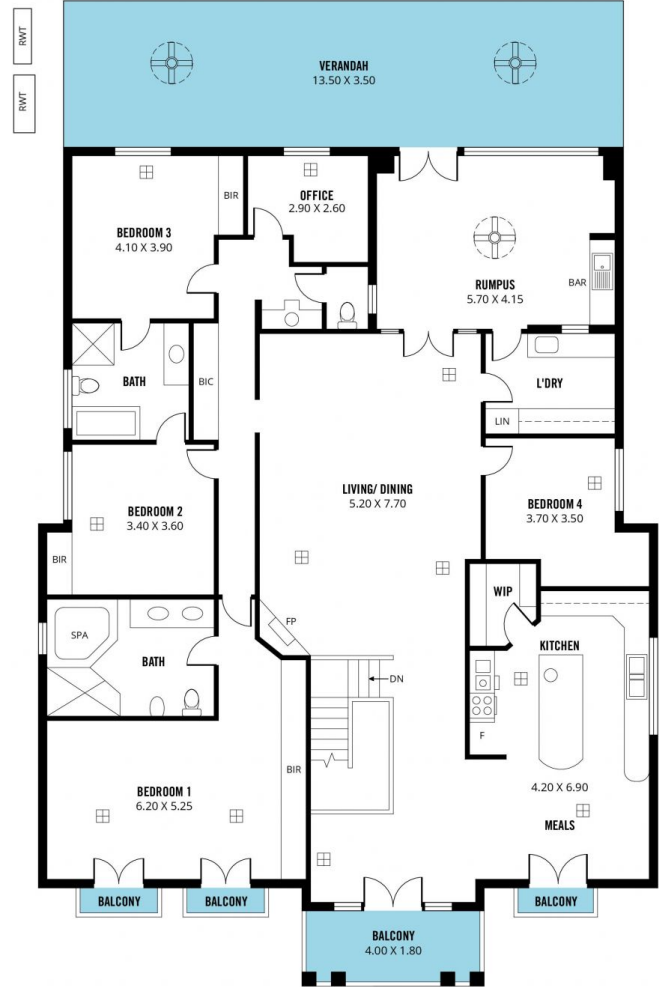 RWT
RWT
VERANDAH
13.50 X 3.50
BIR
OFFICE
2.90 X 2.60
BEDROOM 3
4.10 X 3.90
RUMPUS
5.70 X 4.15
BAR
BATH
BIC
L'DRY
LIN
LIVING/ DINING
5.20 X 7.70
BEDROOM 2
3.40 X 3.60
BEDROOM 4
3.70 X 3.50
BIR
WIP
SPA
FP
BATH
KITCHEN
DN
F
BIR
BEDROOM 1
6.20 X 5.25
4.20 X 6.90
MEALS
BALCONY
BALCONY
BALCONY
BALCONY
4.00 X 1.80